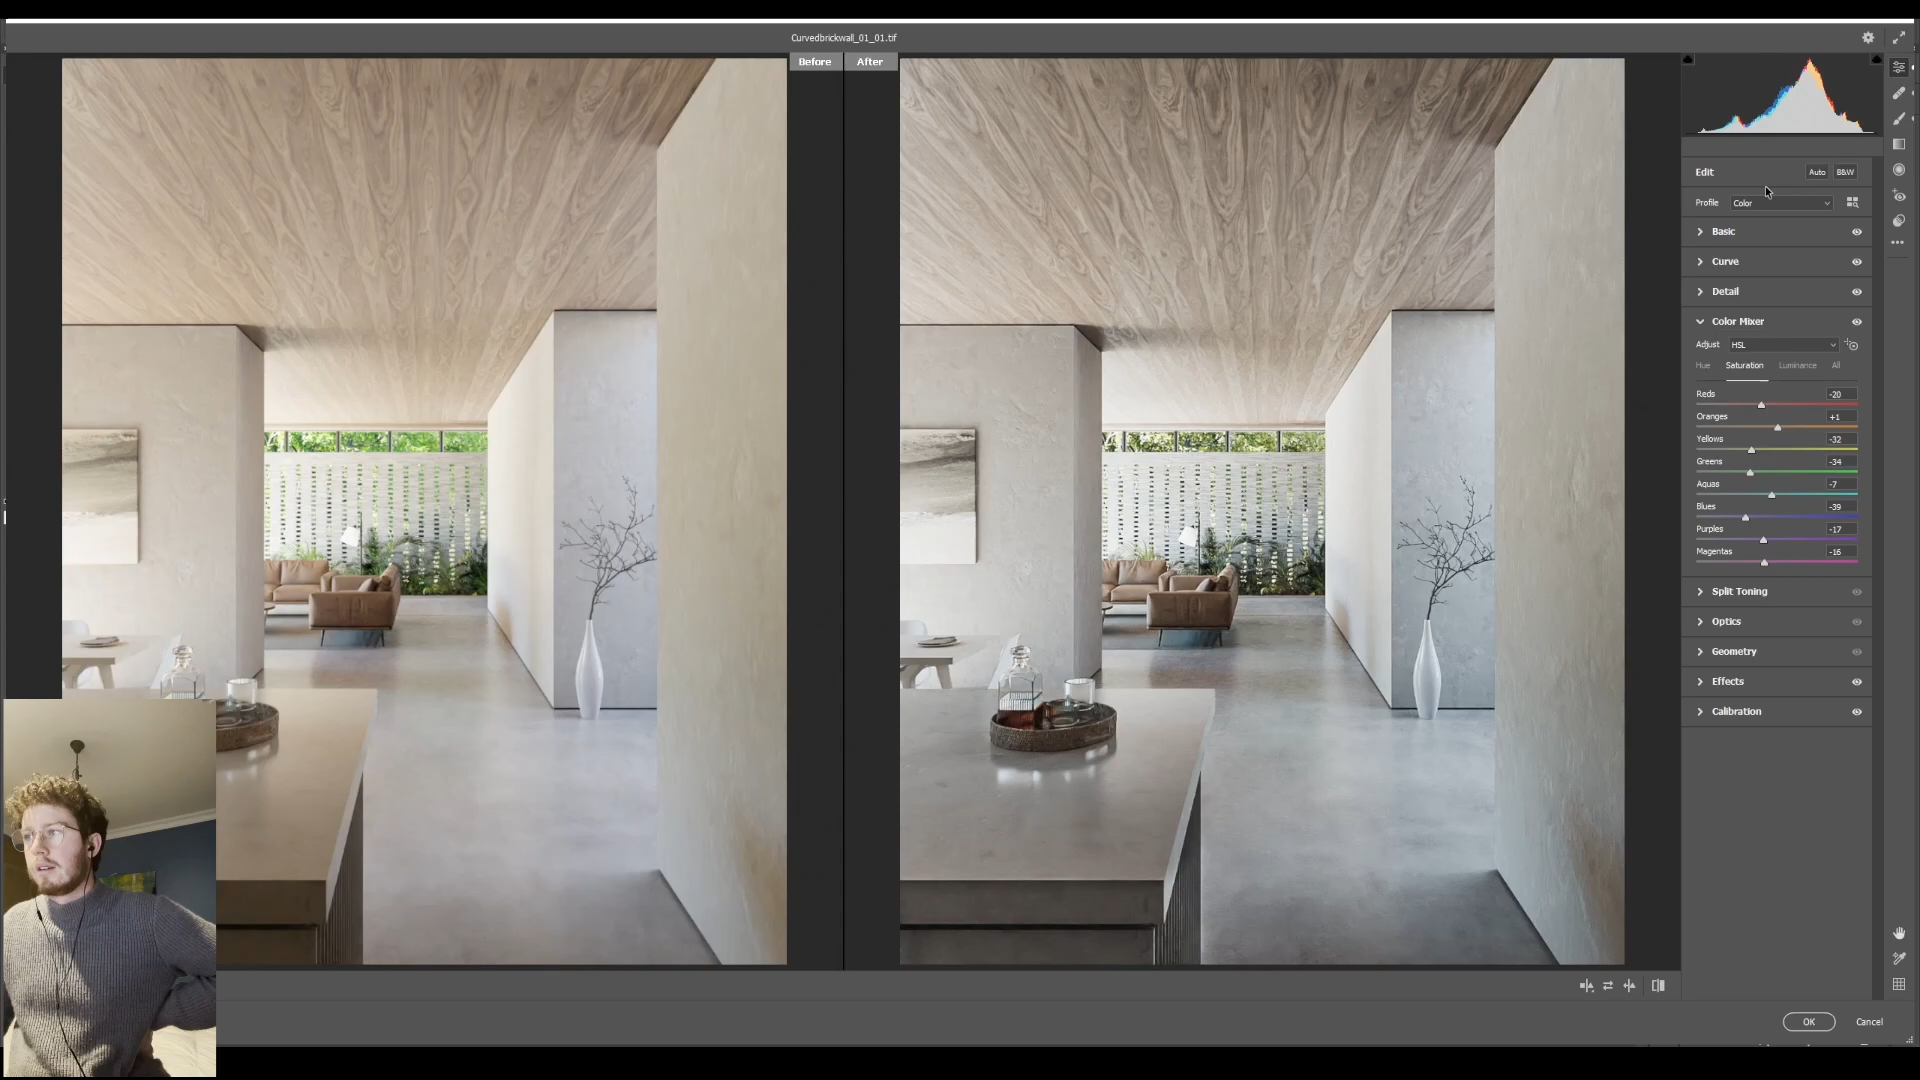 Curvedbrickwall_01_01.tif
Before After
Edit Auto B&W
Profile Color
Basic
Curve
Detail
Color Mixer
Adjust HSL
Hue Saturation Luminance All
Reds -20
Oranges +1
Yellows -32
Greens -34
Aquas -7
Blues -39
Purples -17
Magentas -16
Split Toning
Optics
Geometry
Effects
Calibration
OK Cancel